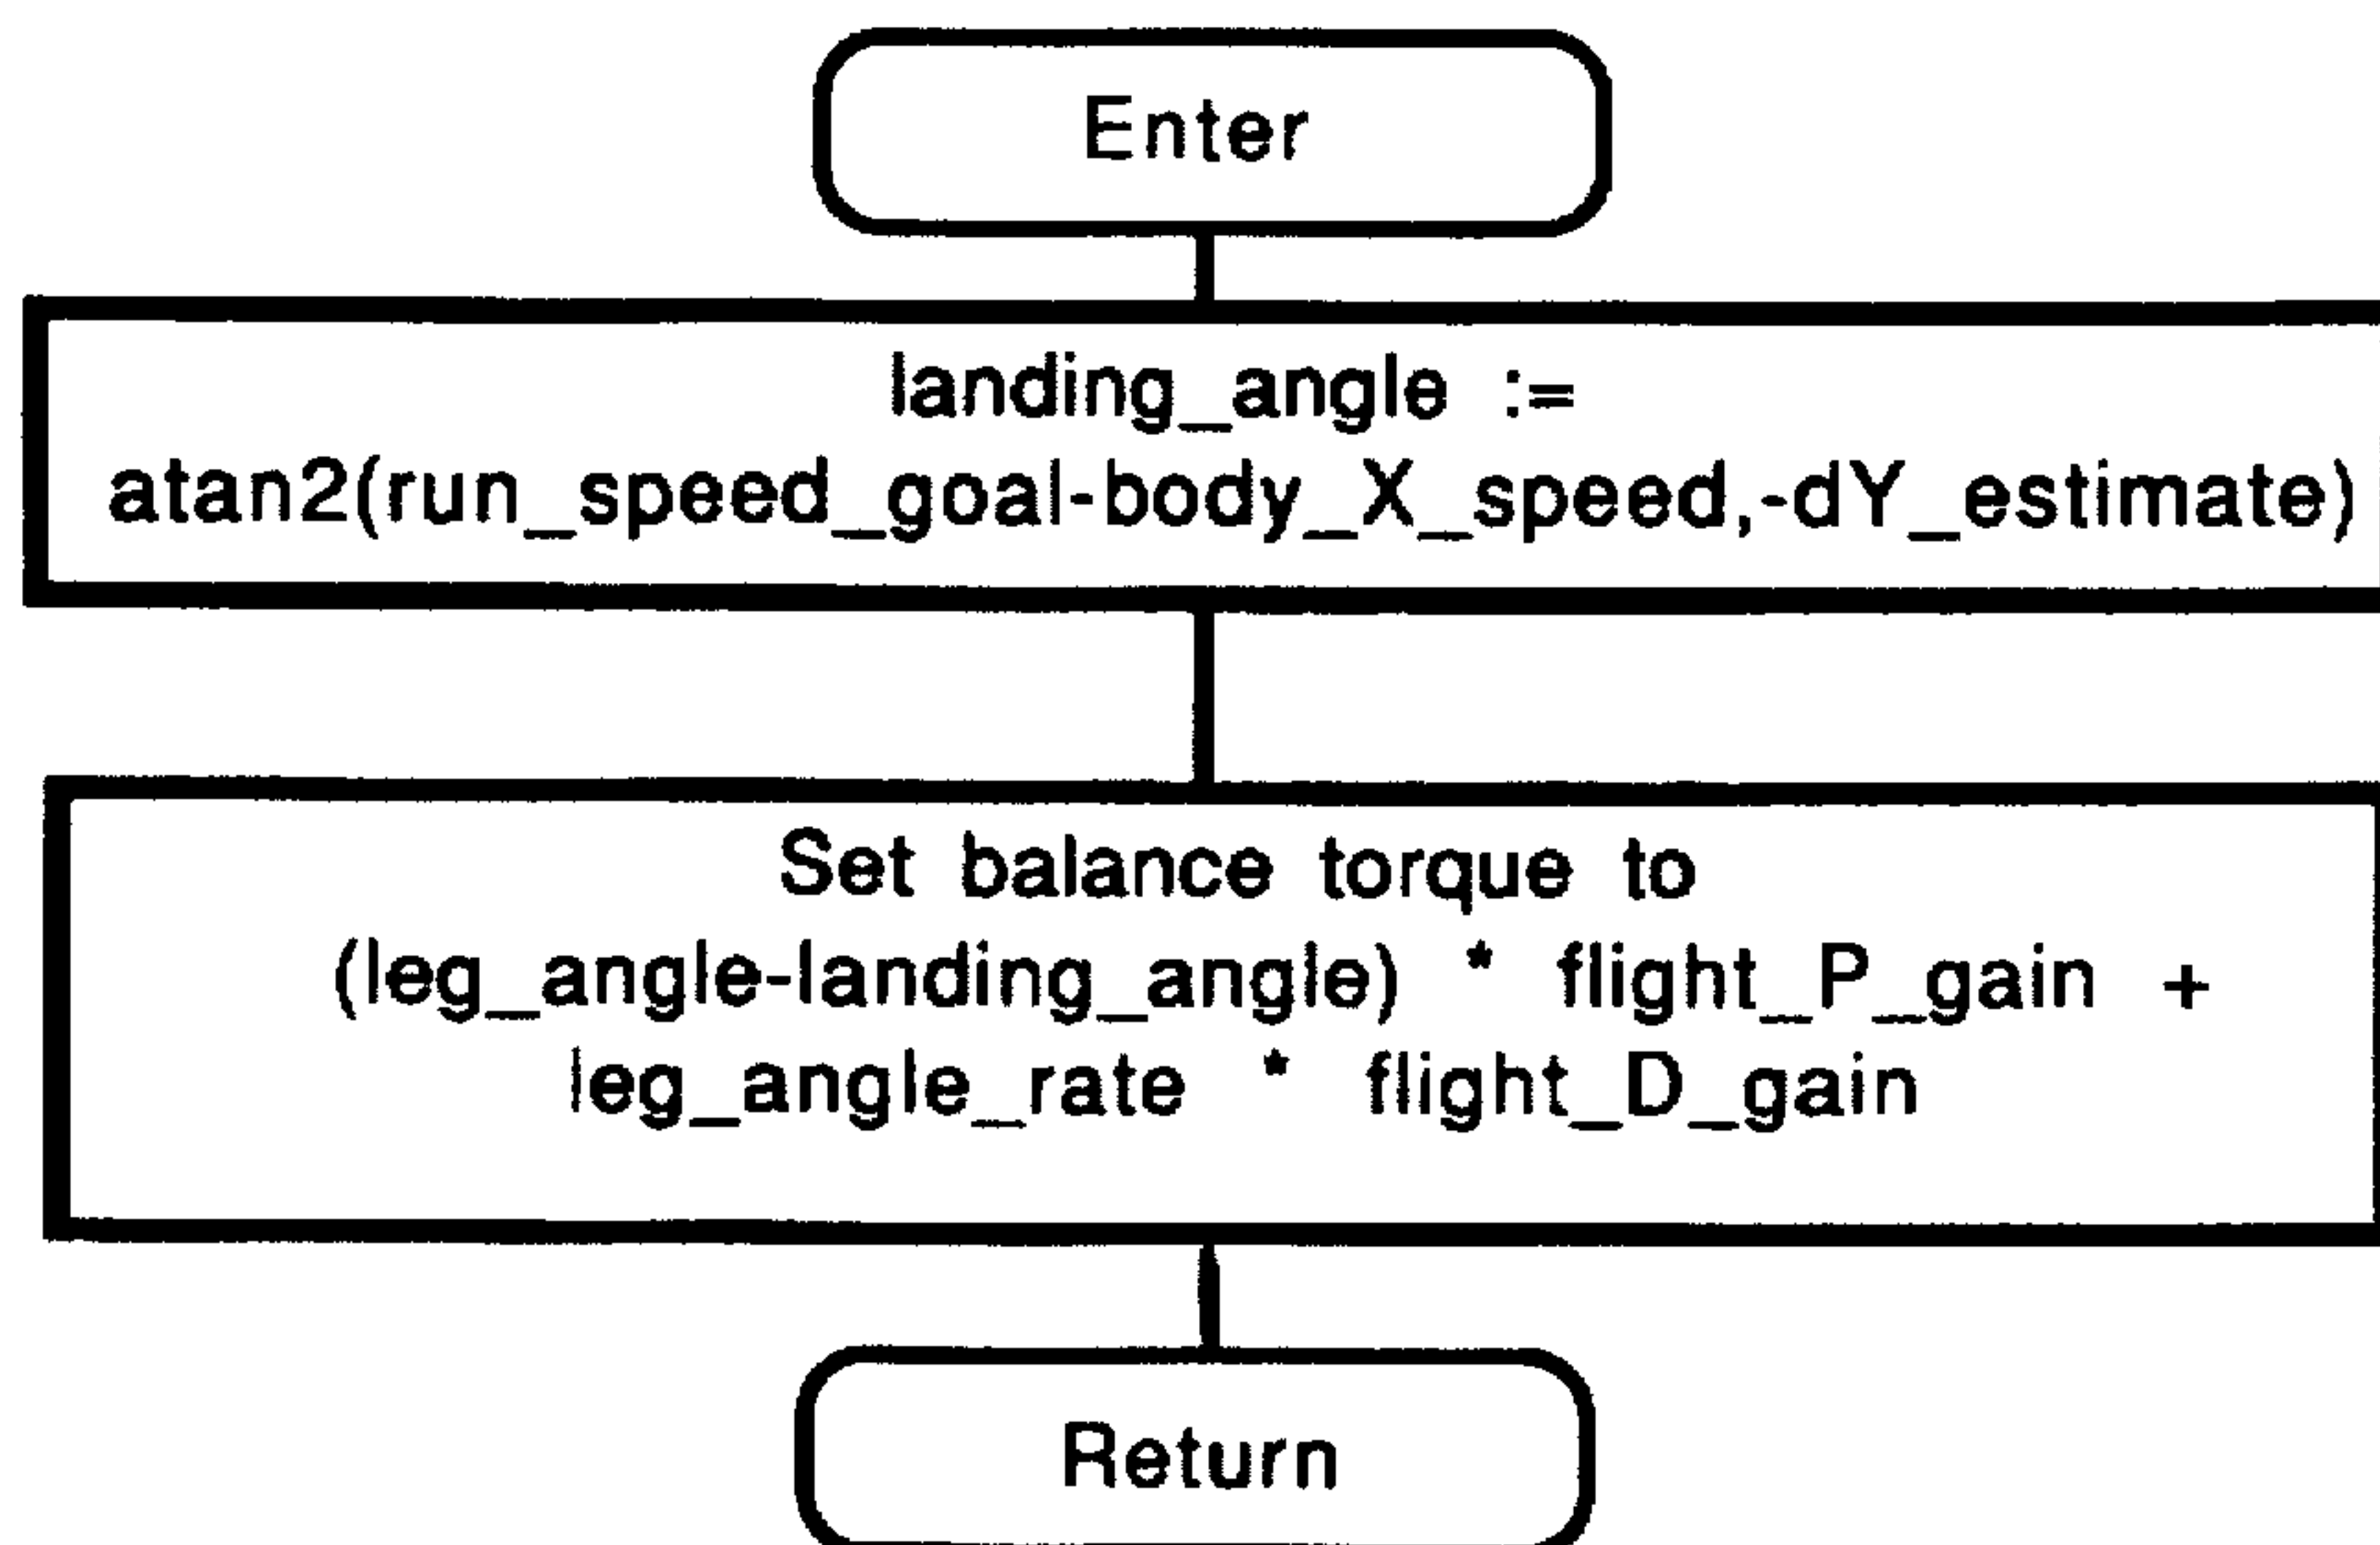 Enter
landing_angle :=
atan2(run_speed_goal-body_X_speed,-dY_estimate)
Set balance torque to
(leg_angle-landing_angle) * flight_P_gain +
leg_angle_rate * flight_D_gain
Return